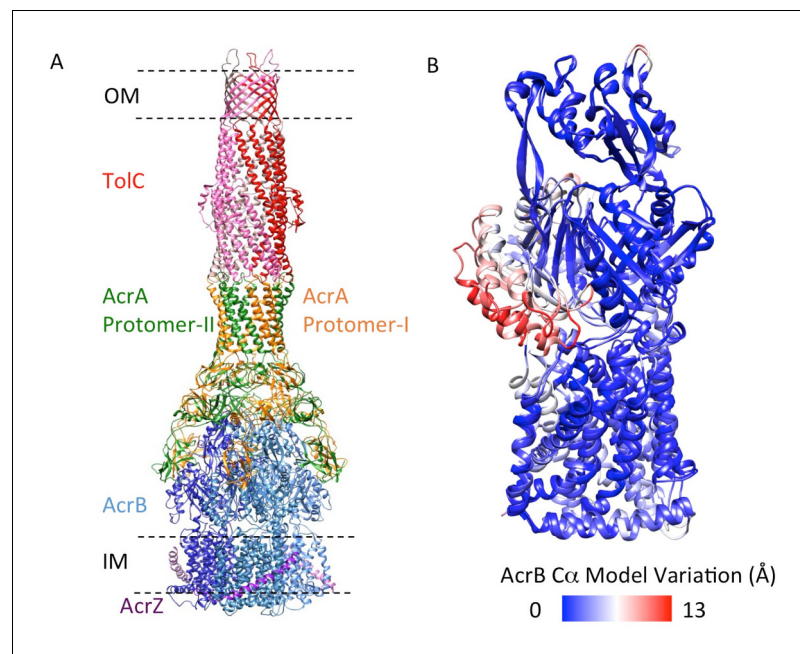 A
B
OM
TolC
AcrA
Protomer-II
AcrA
Protomer-I
AcrB
IM
AcrZ
AcrB Cα Model Variation (Å)
0
13